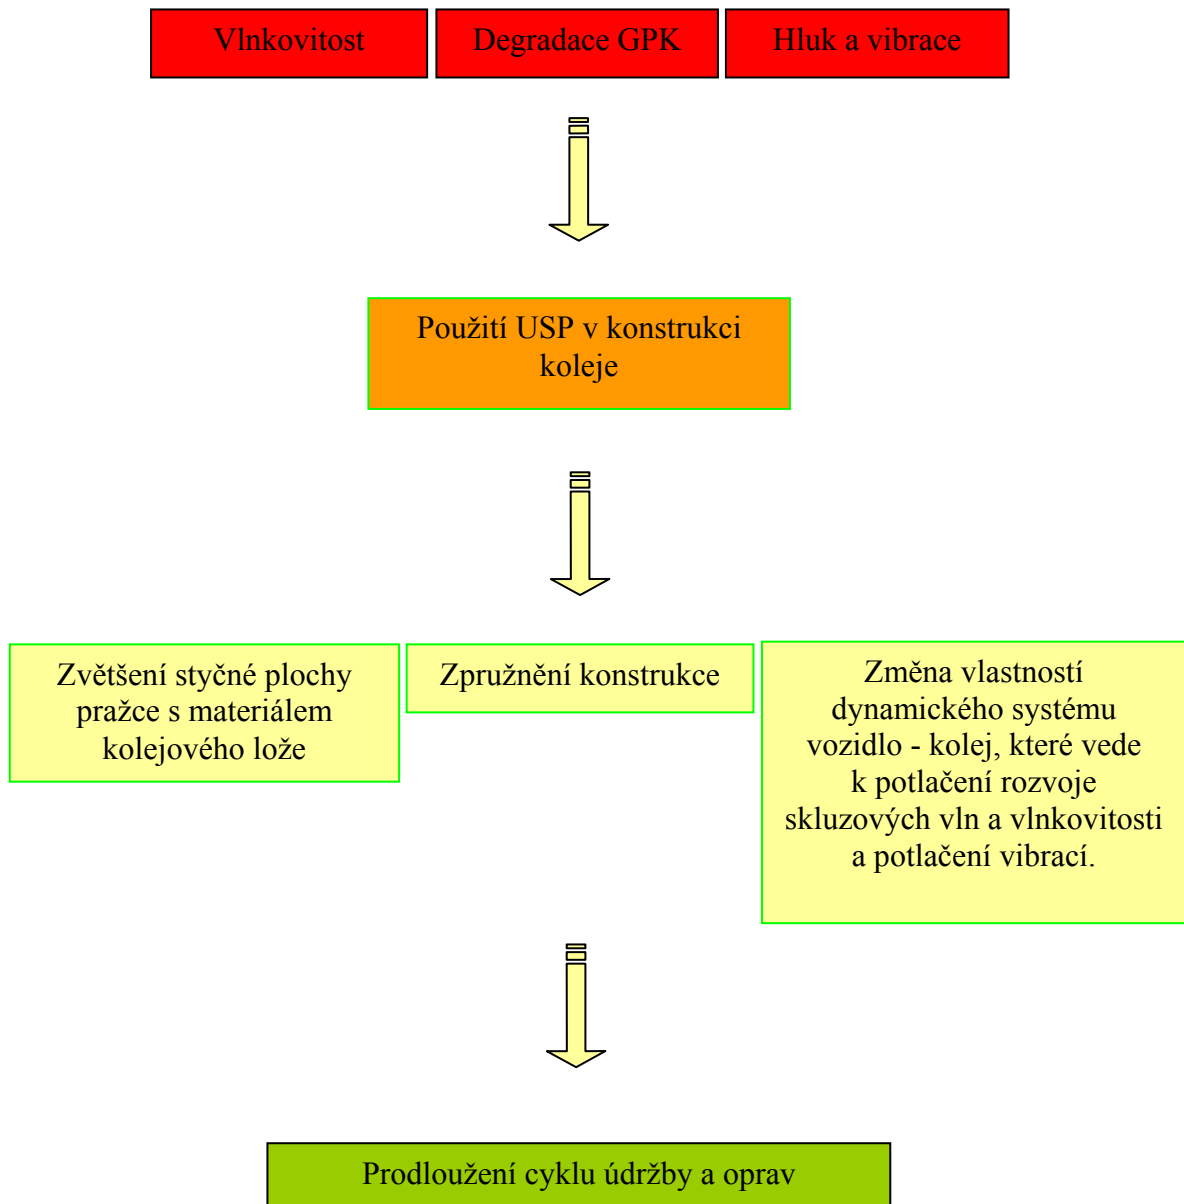 Vlnkovitost
Degradace GPK
Hluk a vibrace
Použití USP v konstrukci
koleje
Zvětšení styčné plochy
pražce s materiálem
kolejového lože
Zpružnění konstrukce
Změna vlastností
dynamického systému
vozidlo - kolej, které vede
k potlačení rozvoje
skluzových vln a vlnkovitosti
a potlačení vibrací.
Prodloužení cyklu údržby a oprav